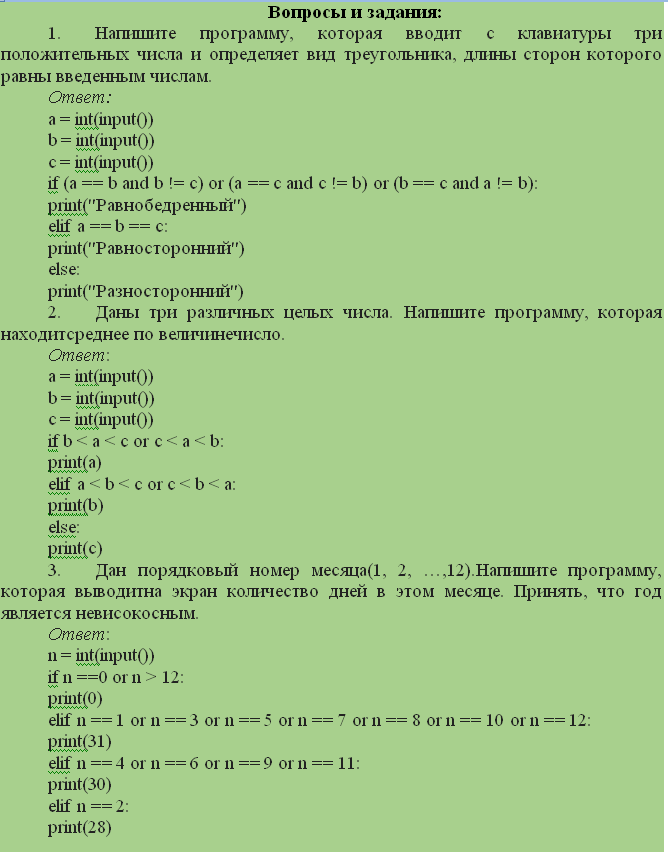 Вопросы и задания:
1. Напишите программу, которая вводит с клавиатуры три
положительных числа и определяет вид треугольника, длины сторон которого
равны введенным числам.
Ответ:
a = int(input())
b = int(input())
c = int(input())
if (a == b and b != c) or (a == c and c != b) or (b == c and a != b):
print("Равнобедренный")
elif a == b == c:
print("Равносторонний")
else:
print("Разносторонний")
2. Даны три различных целых числа. Напишите программу, которая
находитсреднее по величинечисло.
Ответ:
a = int(input())
b = int(input())
c = int(input())
if b < a < c or c < a < b:
print(a)
elif a < b < c or c < b < a:
print(b)
else:
print(c)
3. Дан порядковый номер месяца(1, 2, …,12).Напишите программу,
которая выводитна экран количество дней в этом месяце. Принять, что год
является невисокосным.
Ответ:
n = int(input())
if n ==0 or n > 12:
print(0)
elif n == 1 or n == 3 or n == 5 or n == 7 or n == 8 or n == 10 or n == 12:
print(31)
elif n == 4 or n == 6 or n == 9 or n == 11:
print(30)
elif n == 2:
print(28)